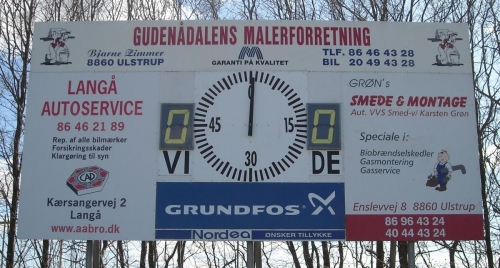 GUDENÅDALENS MALERFORRETNING
Bjarne Zimmer
8860 ULSTRUP
GARANTI PÅ KVALITET
TLF. 86 46 43 28
BIL 20 49 43 28
LANGÅ
AUTOSERVICE
86 46 21 89
Rep. af alle bilmærker
Forsikringsskader
Klargøring til syn
CAD
Kærsangervej 2
Langå
www.aabro.dk
0
VI
0
15
30
45
0
DE
GRUNDFOS
Nordea
ØNSKER TILLYKKE
GRØN's
SMEDE & MONTAGE
Aut. VVS Smed-v/ Karsten Grøn
Speciale i:
Biobrændselskedler
Gasmontering
Gasservice
Enslevvej 8 8860 Ulstrup
86 96 43 24
40 44 43 24